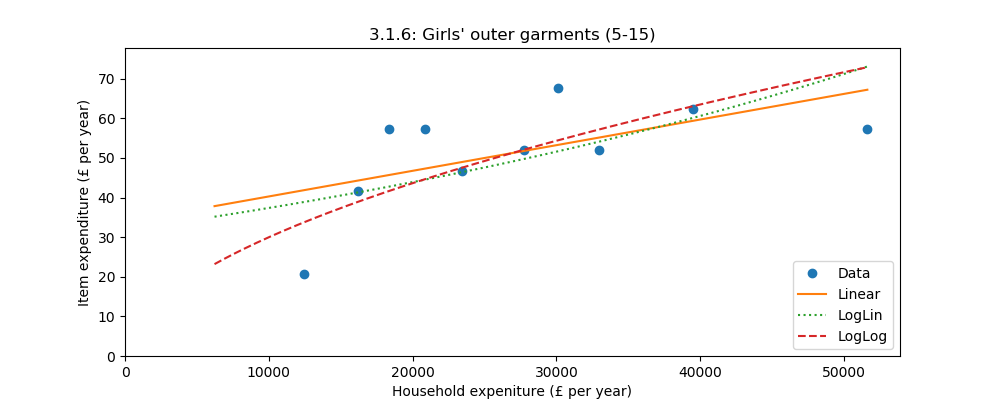 3.1.6: Girls' outer garments (5-15)
Item expenditure (£ per year)
70
60
50
40
30
20
10
0
0 10000 20000 30000 40000 50000
Household expeniture (£ per year)
Data
Linear
LogLin
LogLog